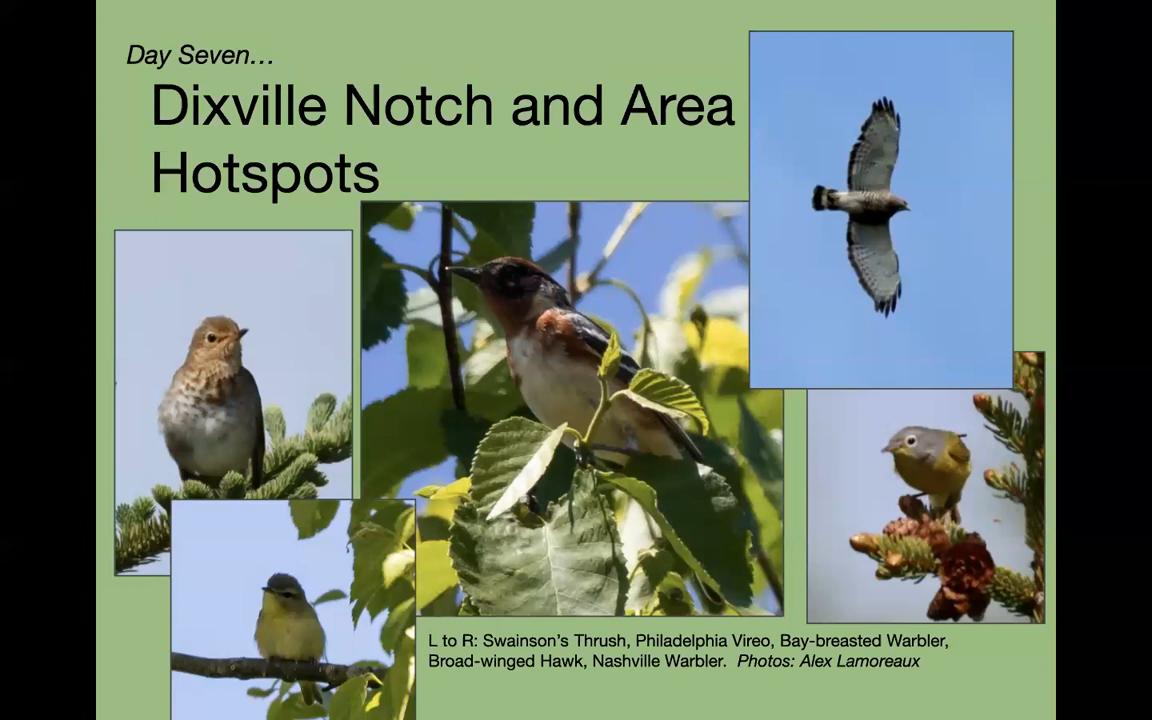 Day Seven…
Dixville Notch and Area
Hotspots
L to R: Swainson’s Thrush, Philadelphia Vireo, Bay-breasted Warbler,
Broad-winged Hawk, Nashville Warbler.  Photos: Alex Lamoreaux